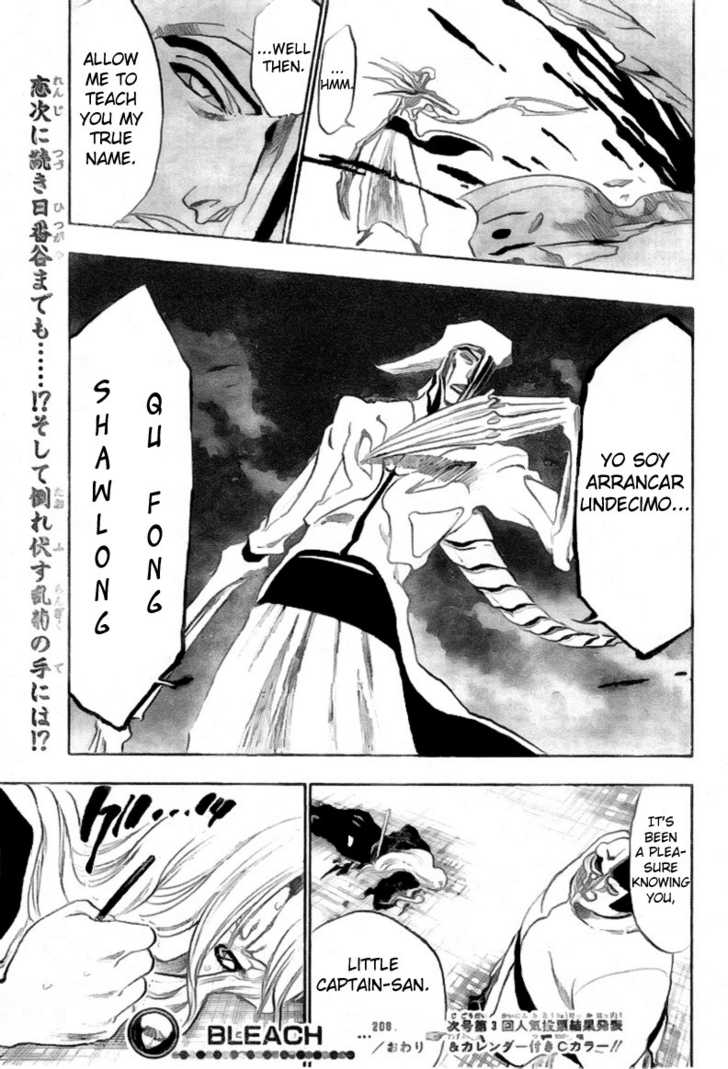 ...
HMM.
...WELL
THEN.
ALLOW
ME TO
TEACH
YOU MY
TRUE
NAME.
YO SOY
ARRANCAR
UNDECIMO...
SHAWLONG
QU FONG
IT'S
BEEN
A PLEA-
SURE
KNOWING
YOU,
LITTLE
CAPTAIN-SAN.
恋次に続き日番谷までも……!?そして倒れ伏す乱菊の手には!?
BLEACH
208.
...
/おわり
次号第3回人気投票結果発表
&カレンダー付きCカラー!!